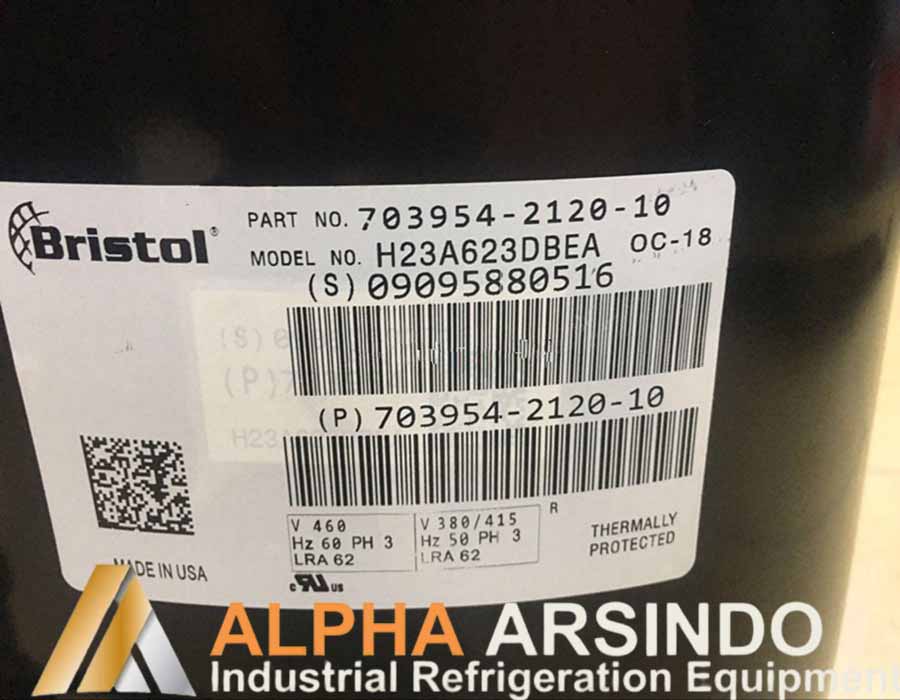 Bristol®
PART NO. 703954-2120-10
MODEL NO. H23A623DBEA OC-18
(S) 09095880516
(P) 703954-2120-10
V 460
Hz 60 PH 3
LRA 62
V 380/415
Hz 50 PH 3
LRA 62
R
THERMALLY
PROTECTED
MADE IN USA
c RU us
ALPHA ARSINDO
Industrial Refrigeration Equipment